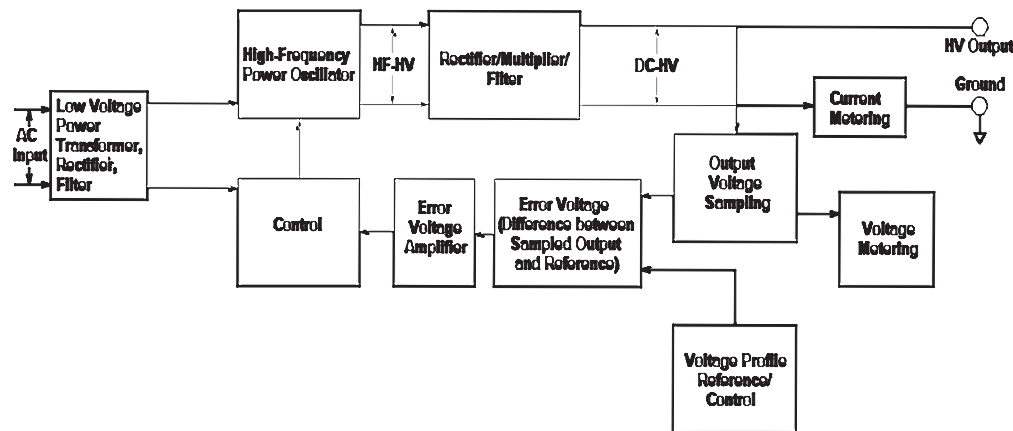 High-Frequency
Power Oscillator
HF-HV
Rectifier/Multiplier/
Filter
DC-HV
HV Output
Ground
Current
Metering
Low Voltage
Power
Transformer,
Rectifier,
Filter
AC
Input
Control
Error
Voltage
Amplifier
Error Voltage
(Difference between
Sampled Output
and Reference)
Output
Voltage
Sampling
Voltage
Metering
Voltage Profile
Reference/
Control